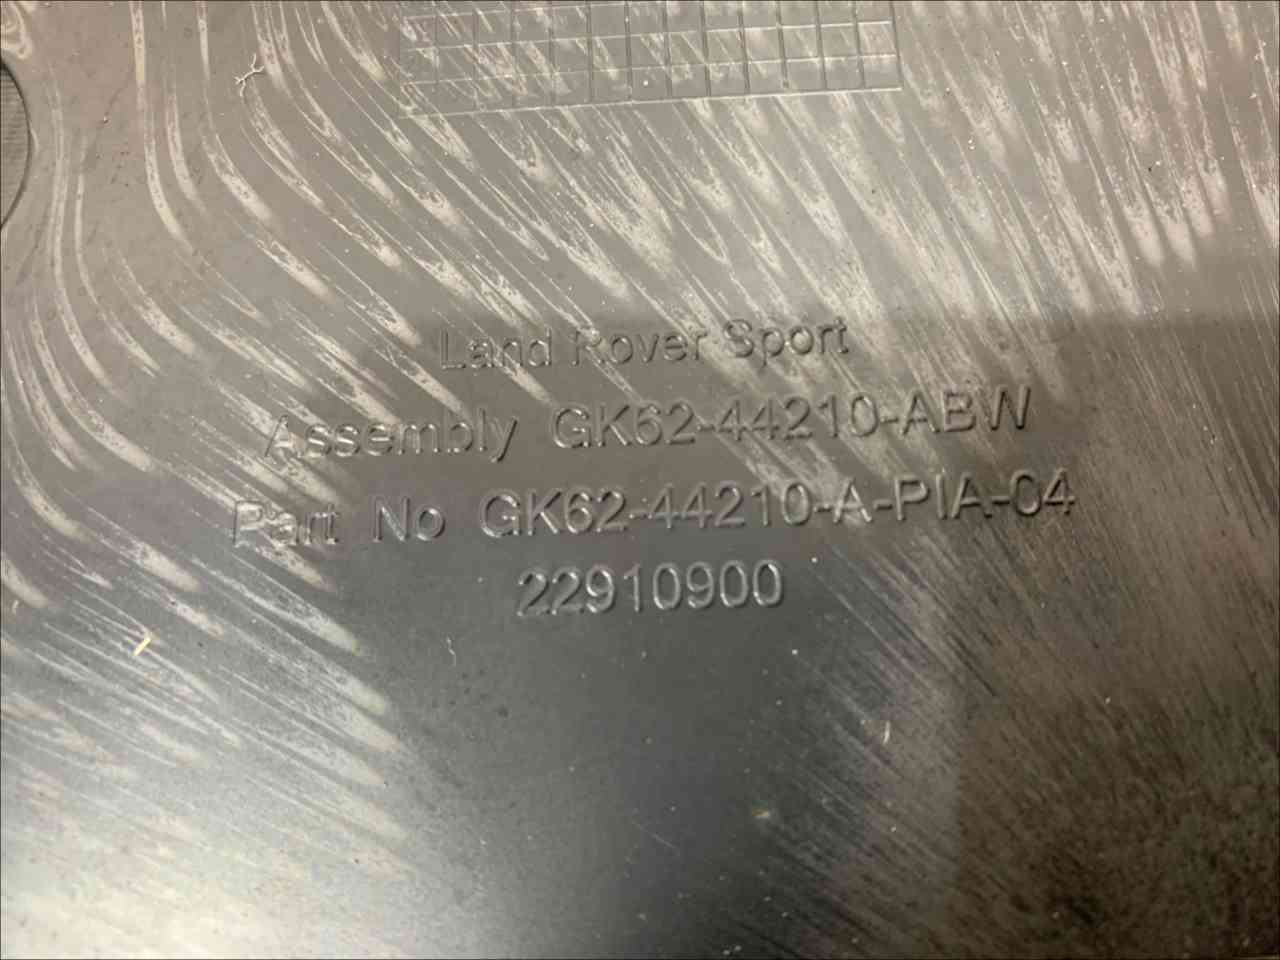 Land Rover Sport
Assembly GK62-44210-ABW
Part No GK62-44210-A-PIA-04
22910900